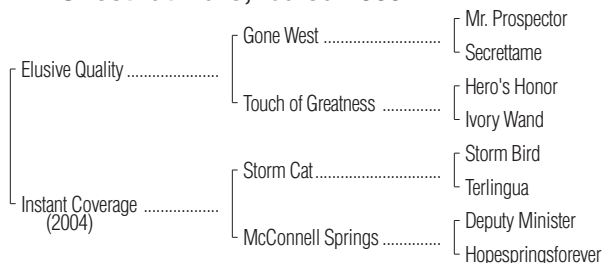 Mr. Prospector
Gone West ....................
Secrettame
Elusive Quality ........................
Hero's Honor
Touch of Greatness ...............
Ivory Wand
Storm Bird
Storm Cat..........................
Terlingua
Instant Coverage ...................
(2004)
Deputy Minister
McConnell Springs ..............
Hopespringsforever